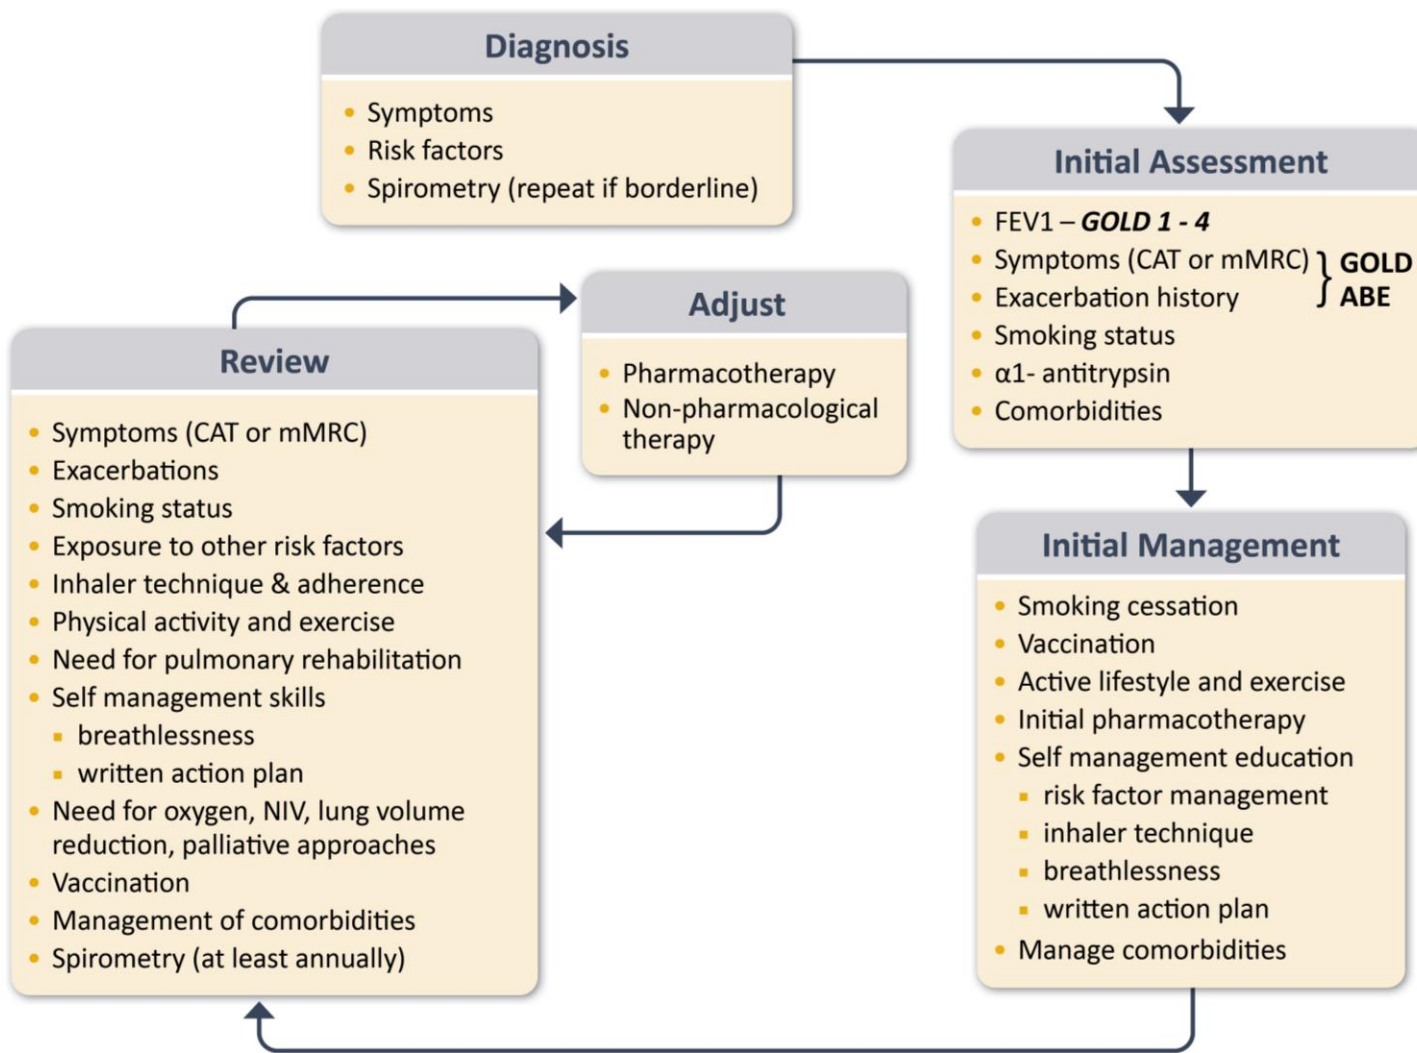 Diagnosis
• Symptoms
• Risk factors
• Spirometry (repeat if borderline)
Initial Assessment
• FEV1 – GOLD 1 - 4
• Symptoms (CAT or mMRC)
• Exacerbation history
} GOLD
ABE
• Smoking status
• α1- antitrypsin
• Comorbidities
Initial Management
• Smoking cessation
• Vaccination
• Active lifestyle and exercise
• Initial pharmacotherapy
• Self management education
▪ risk factor management
▪ inhaler technique
▪ breathlessness
▪ written action plan
• Manage comorbidities
Review
• Symptoms (CAT or mMRC)
• Exacerbations
• Smoking status
• Exposure to other risk factors
• Inhaler technique & adherence
• Physical activity and exercise
• Need for pulmonary rehabilitation
• Self management skills
▪ breathlessness
▪ written action plan
• Need for oxygen, NIV, lung volume
reduction, palliative approaches
• Vaccination
• Management of comorbidities
• Spirometry (at least annually)
Adjust
• Pharmacotherapy
• Non-pharmacological
therapy